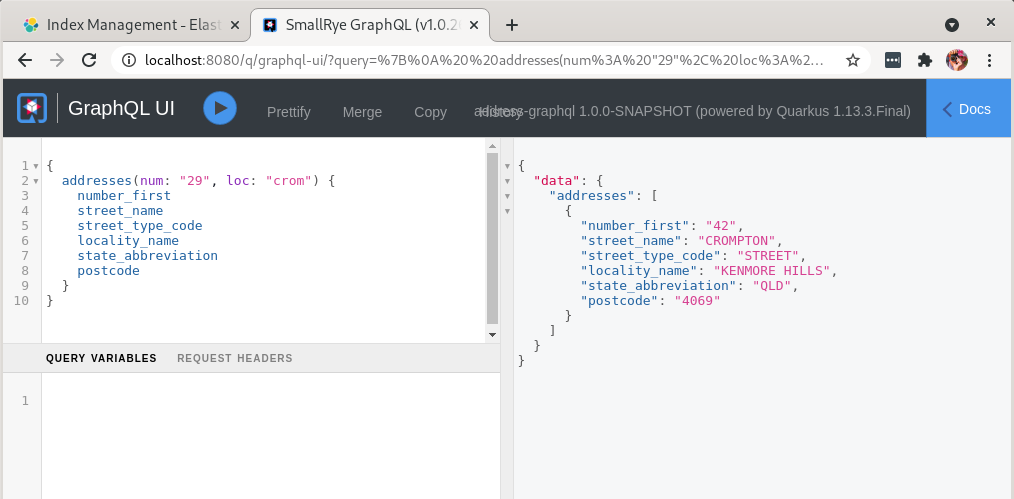 Index Management - Elast
SmallRye GraphQL (v1.0.20
localhost:8080/q/graphql-ui/?query=%7B%0A%20%20addresses(num%3A%20"29"%2C%20loc%3A%2...
GraphQL UI
Prettify
Merge
Copy
History
address-graphql 1.0.0-SNAPSHOT (powered by Quarkus 1.13.3.Final)
Docs
1 {
2 addresses(num: "29", loc: "crom") {
3 number_first
4 street_name
5 street_type_code
6 locality_name
7 state_abbreviation
8 postcode
9 }
10 }
QUERY VARIABLES REQUEST HEADERS
1
{
"data": {
"addresses": [
{
"number_first": "42",
"street_name": "CROMPTON",
"street_type_code": "STREET",
"locality_name": "KENMORE HILLS",
"state_abbreviation": "QLD",
"postcode": "4069"
}
]
}
}